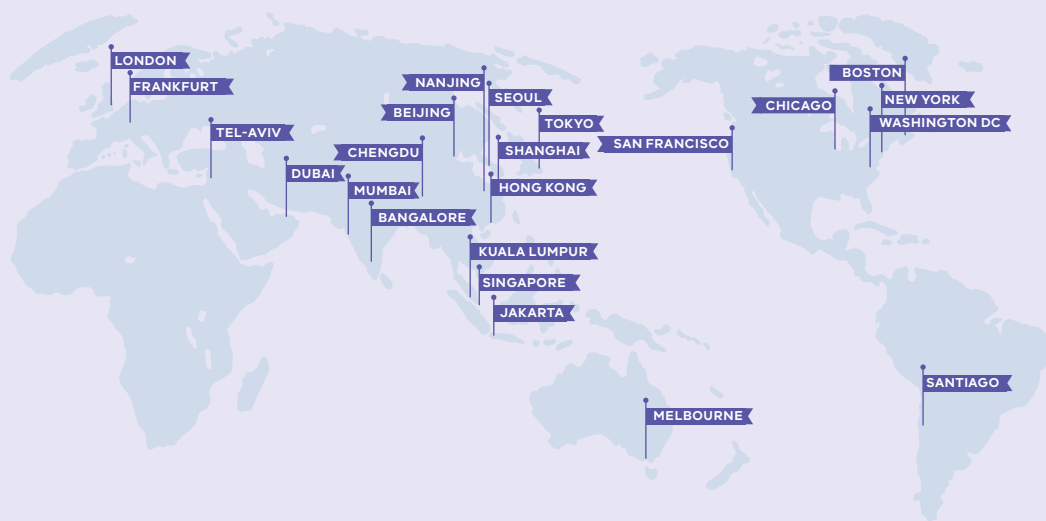 LONDON
FRANKFURT
TEL-AVIV
DUBAI
MUMBAI
BANGALORE
CHENGDU
BEIJING
NANJING
SEOUL
TOKYO
SHANGHAI
HONG KONG
KUALA LUMPUR
SINGAPORE
JAKARTA
MELBOURNE
SAN FRANCISCO
CHICAGO
BOSTON
NEW YORK
WASHINGTON DC
SANTIAGO